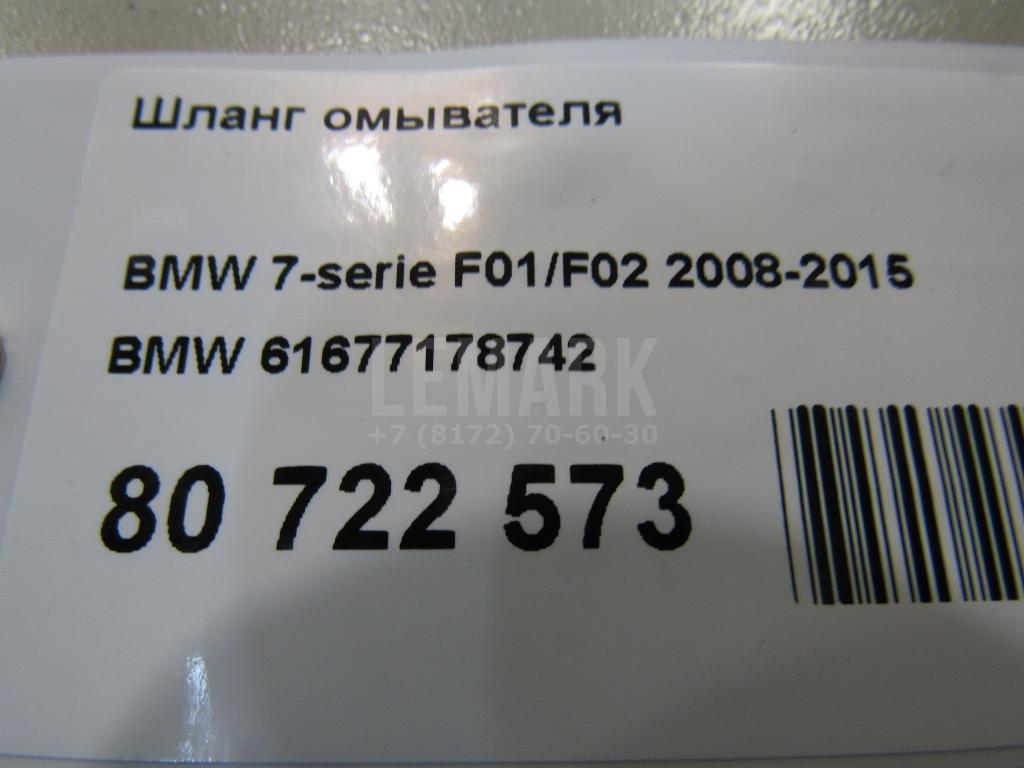 Шланг омывателя
BMW 7-serie F01/F02 2008-2015
BMW 61677178742
LEMARK
+7 (8172) 70-60-30
80 722 573